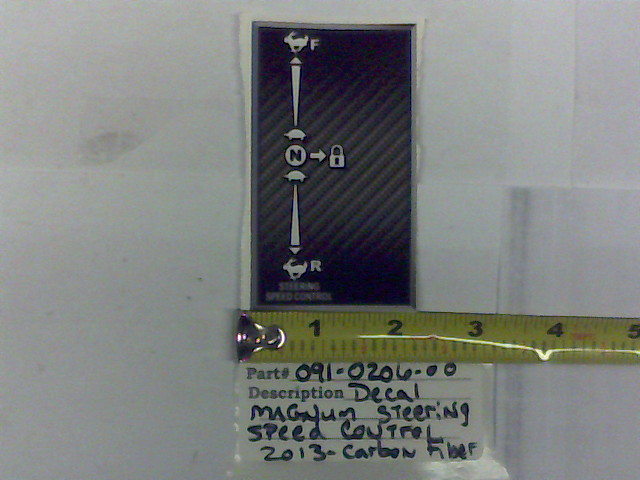 F
N
R
STEERING
SPEED CONTROL
1 2 3 4 5
Part# 091-0206-00
Description Decal
MAGNUM STEERING
SPEED CONTROL
2013-Carbon Fiber